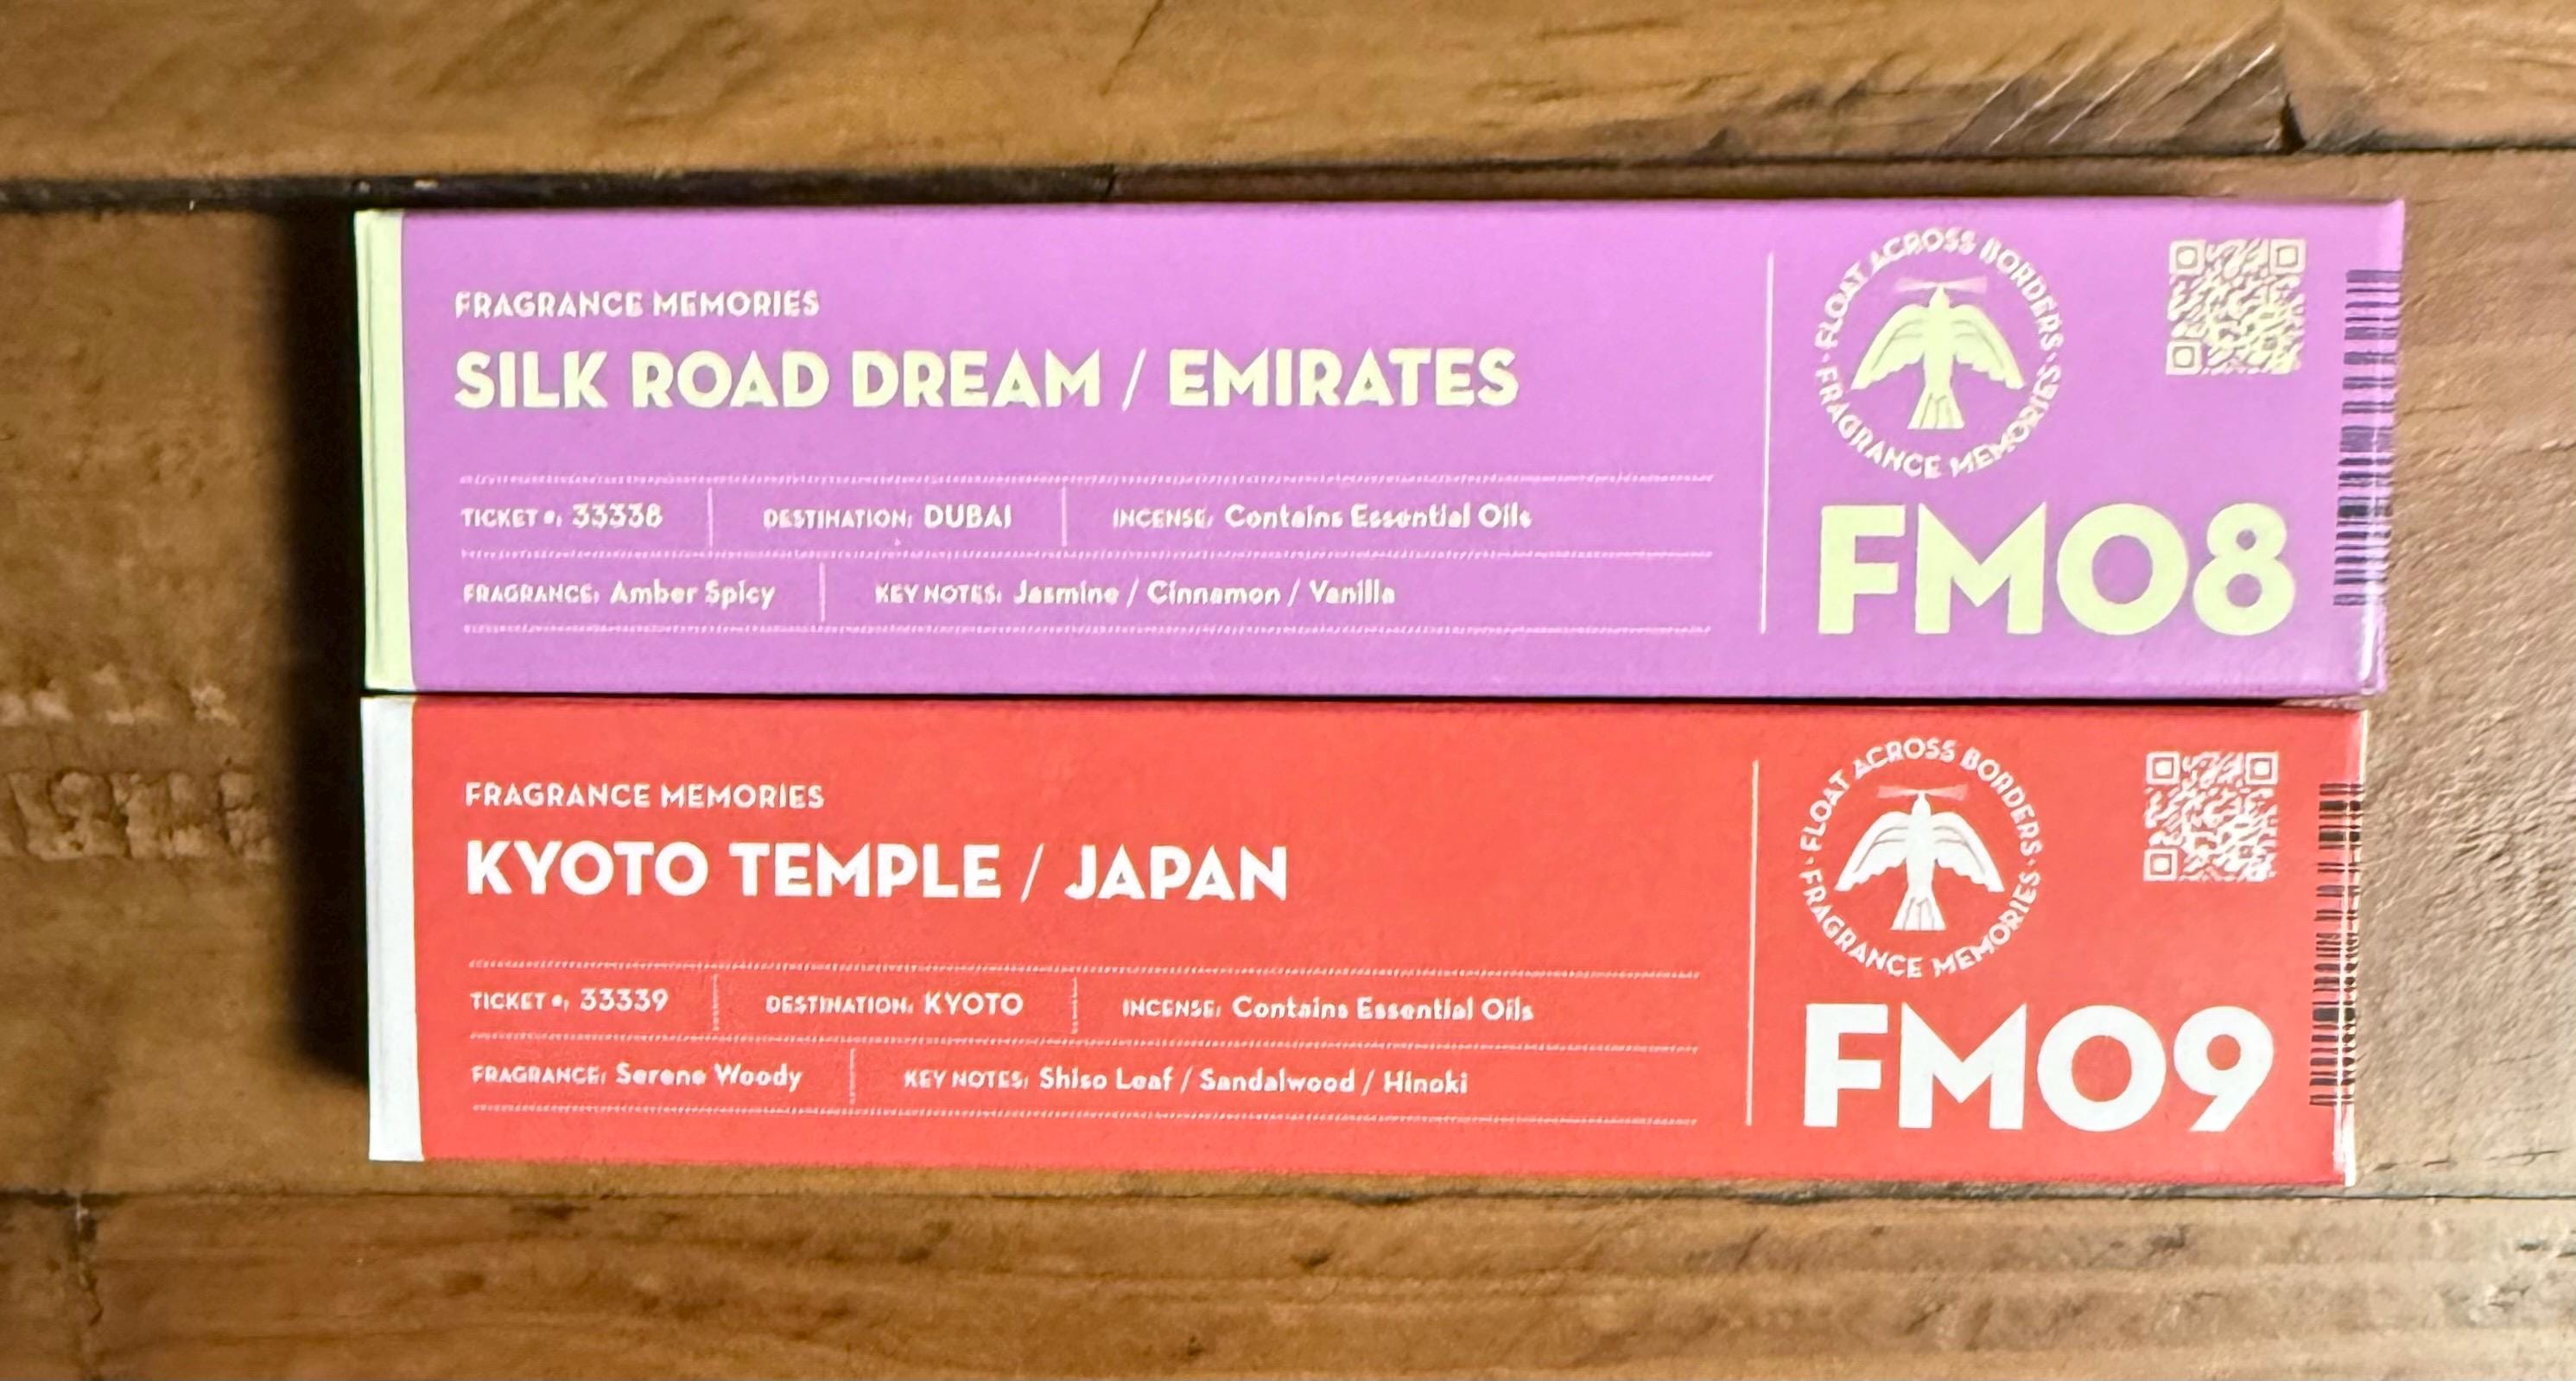 FRAGRANCE MEMORIES
SILK ROAD DREAM / EMIRATES
TICKET #: 33338
DESTINATION: DUBAI
INCENSE: Contains Essential Oils
FRAGRANCE: Amber Spicy
KEY NOTES: Jasmine / Cinnamon / Vanilla
FLOAT ACROSS BORDERS · FRAGRANCE MEMORIES ·
FM08
FRAGRANCE MEMORIES
KYOTO TEMPLE / JAPAN
TICKET #: 33339
DESTINATION: KYOTO
INCENSE: Contains Essential Oils
FRAGRANCE: Serene Woody
KEY NOTES: Shiso Leaf / Sandalwood / Hinoki
FLOAT ACROSS BORDERS · FRAGRANCE MEMORIES ·
FM09